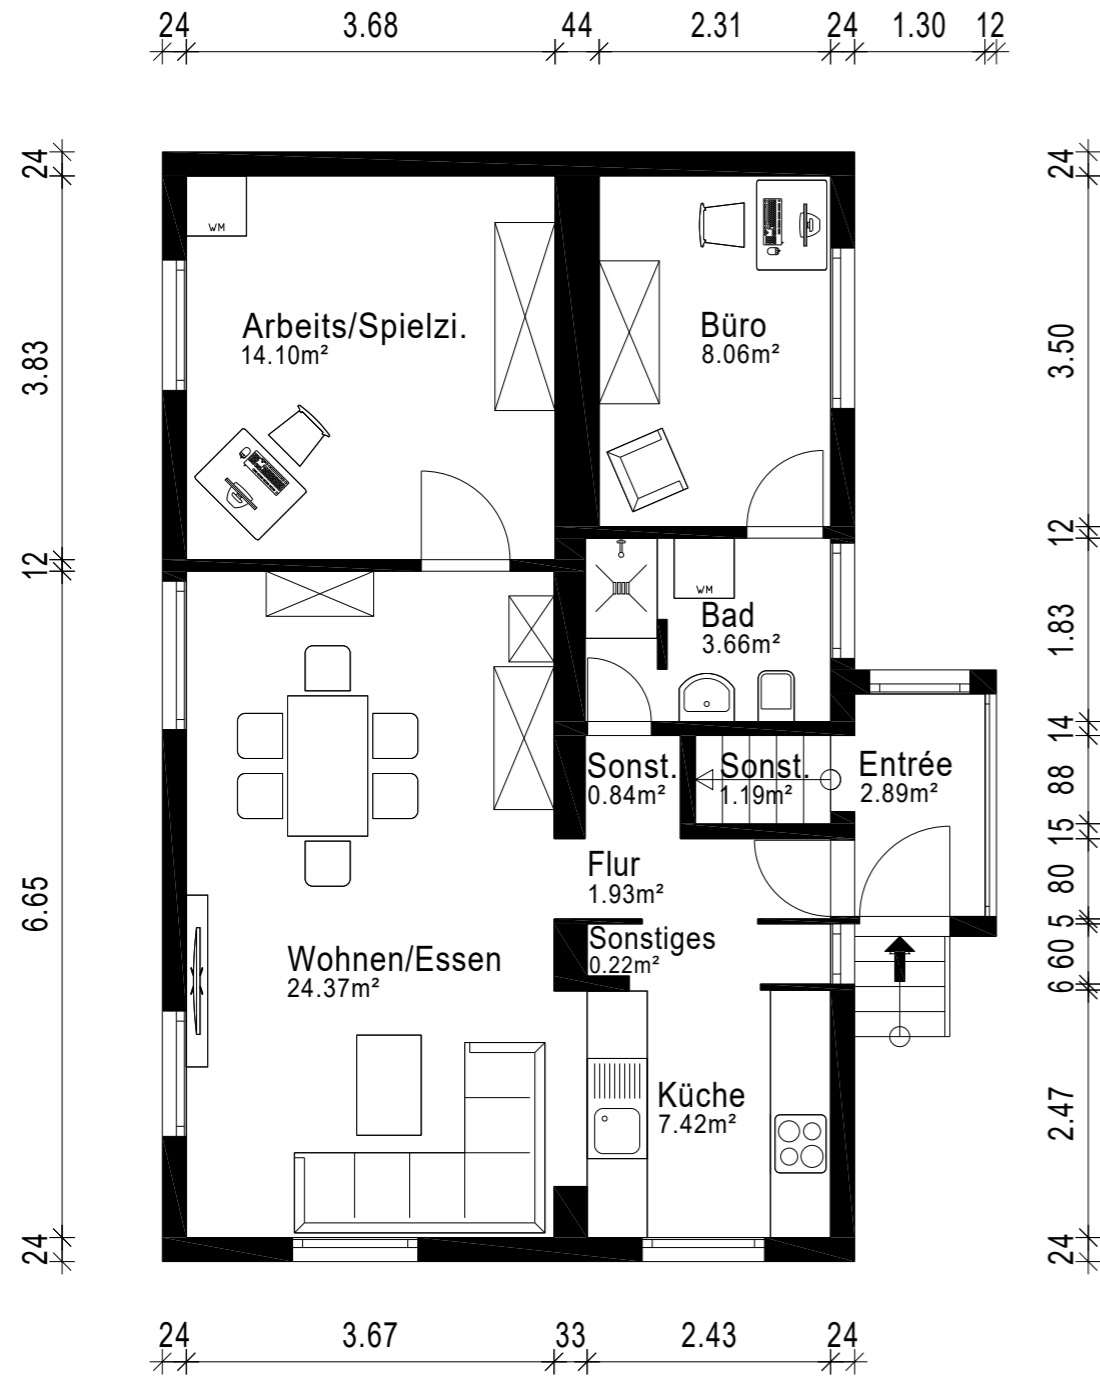 24 3.68 44 2.31 24 1.30 12
24
3.83
12
6.65
24
24
3.50
12
1.83
14
88
15
80
5
60
6
2.47
24
WM
Arbeits/Spielzi.
14.10m²
Büro
8.06m²
WM
Bad
3.66m²
Sonst.
0.84m²
Sonst.
1.19m²
Entrée
2.89m²
Flur
1.93m²
Sonstiges
0.22m²
Wohnen/Essen
24.37m²
Küche
7.42m²
24 3.67 33 2.43 24